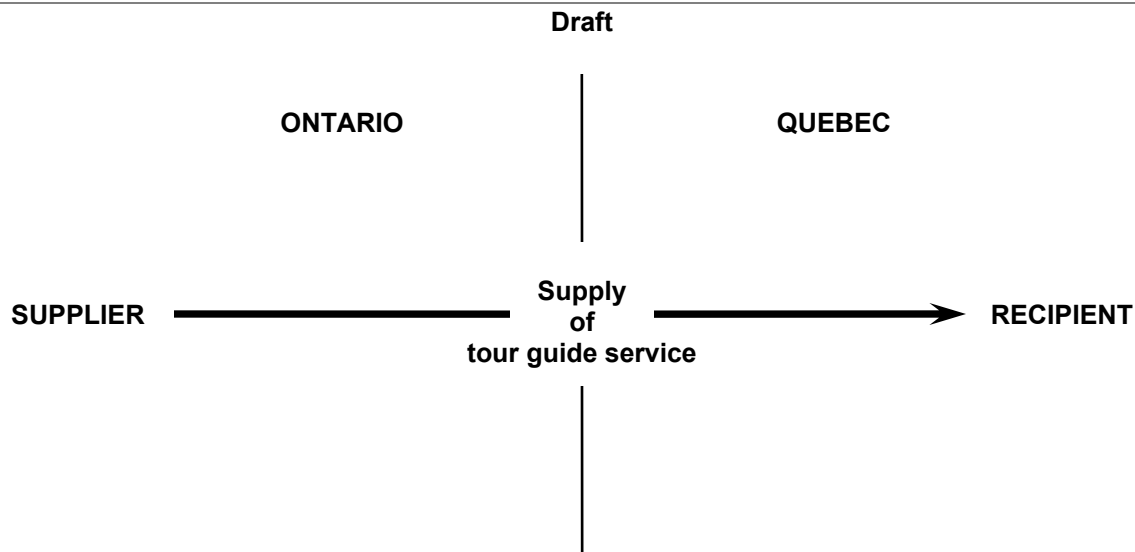 Draft
ONTARIO
QUEBEC
SUPPLIER
Supply
of
tour guide service
RECIPIENT